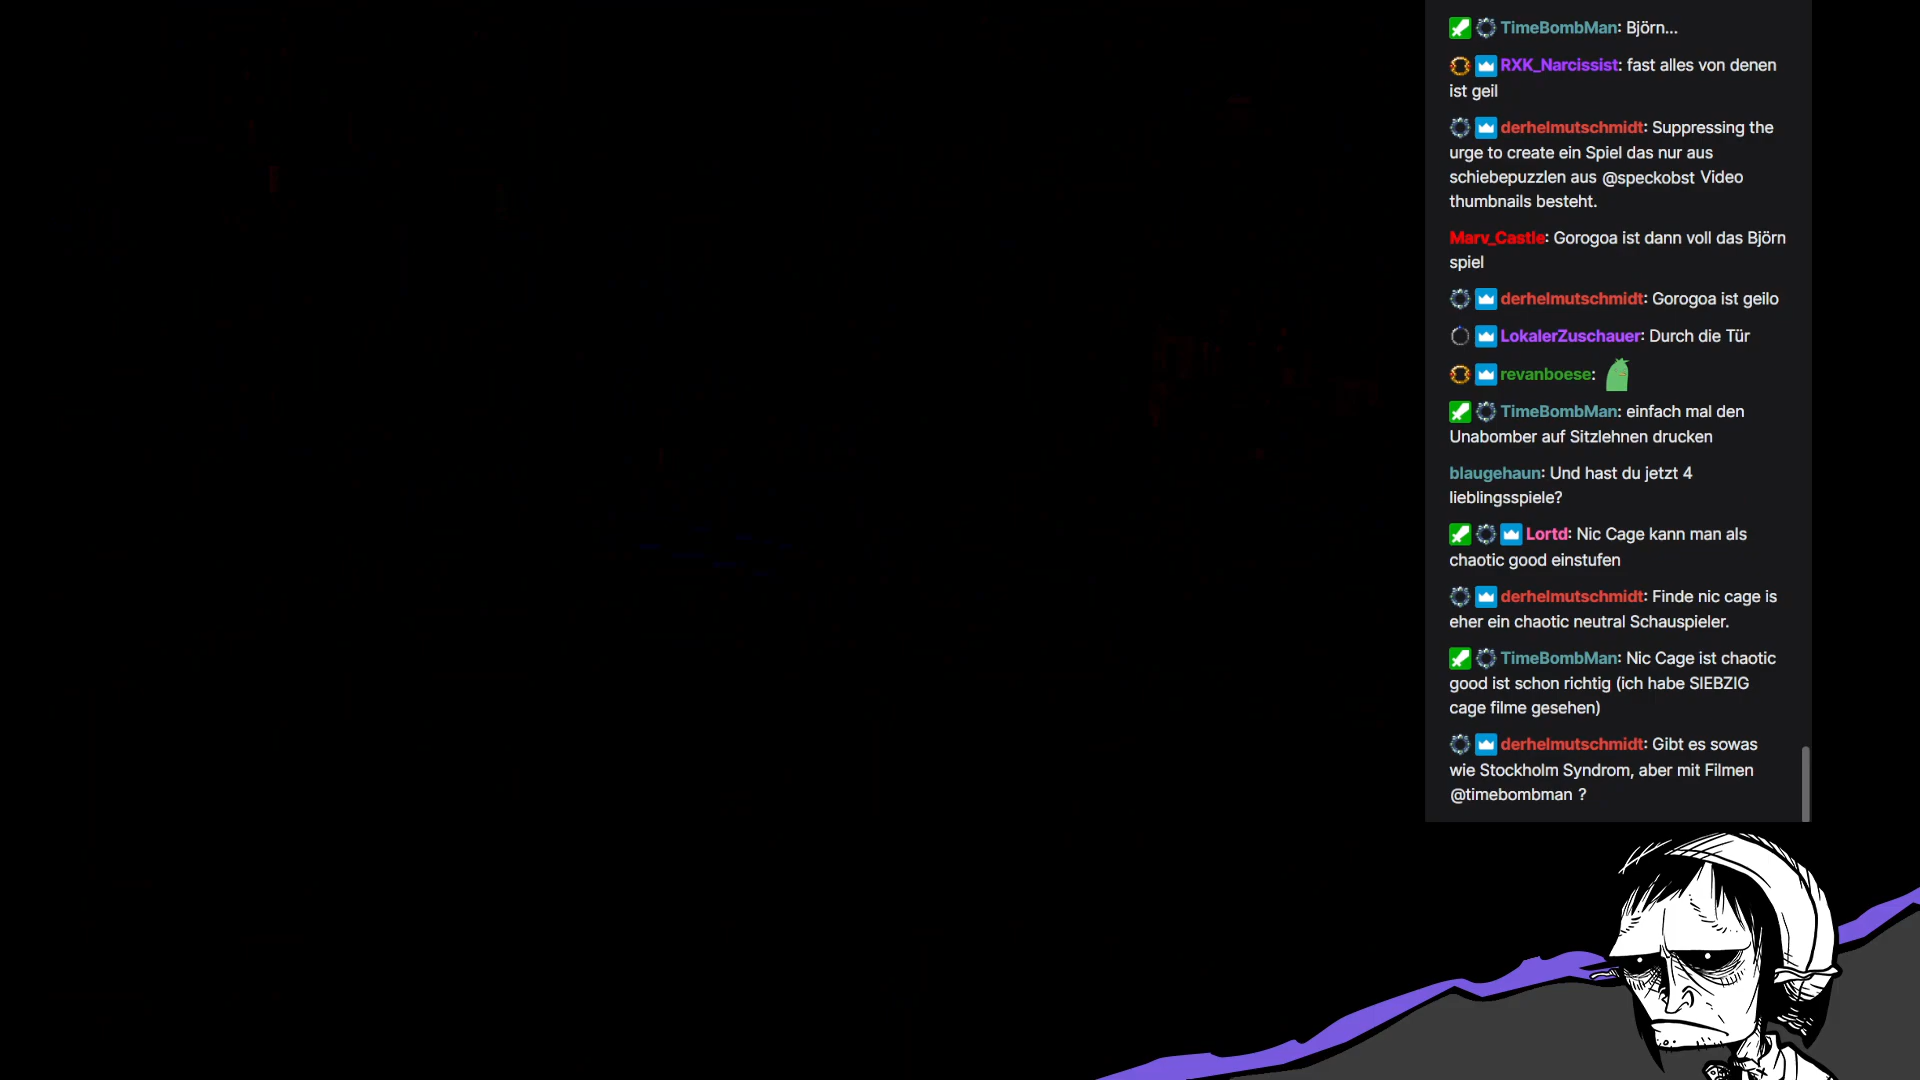 TimeBombMan: Björn...
RXK_Narcissist: fast alles von denen
ist geil
derhelmutschmidt: Suppressing the
urge to create ein Spiel das nur aus
schiebepuzzlen aus @speckobst Video
thumbnails besteht.
Marv_Castle: Gorogoa ist dann voll das Björn
spiel
derhelmutschmidt: Gorogoa ist geilo
LokalerZuschauer: Durch die Tür
revanboese:
TimeBombMan: einfach mal den
Unabomber auf Sitzlehnen drucken
blaugehaun: Und hast du jetzt 4
lieblingsspiele?
Lortd: Nic Cage kann man als
chaotic good einstufen
derhelmutschmidt: Finde nic cage is
eher ein chaotic neutral Schauspieler.
TimeBombMan: Nic Cage ist chaotic
good ist schon richtig (ich habe SIEBZIG
cage filme gesehen)
derhelmutschmidt: Gibt es sowas
wie Stockholm Syndrom, aber mit Filmen
@timebombman ?